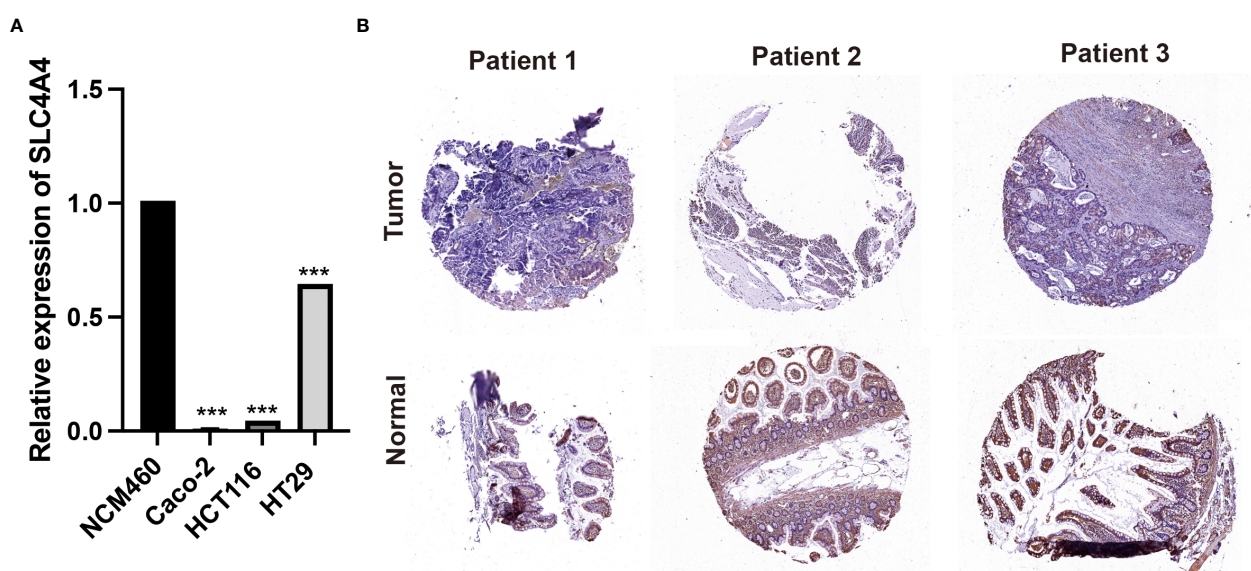 A
B
Relative expression of SLC4A4
1.5
1.0
0.5
0.0
***
***
***
NCM460
Caco-2
HCT116
HT29
Patient 1
Patient 2
Patient 3
Tumor
Normal